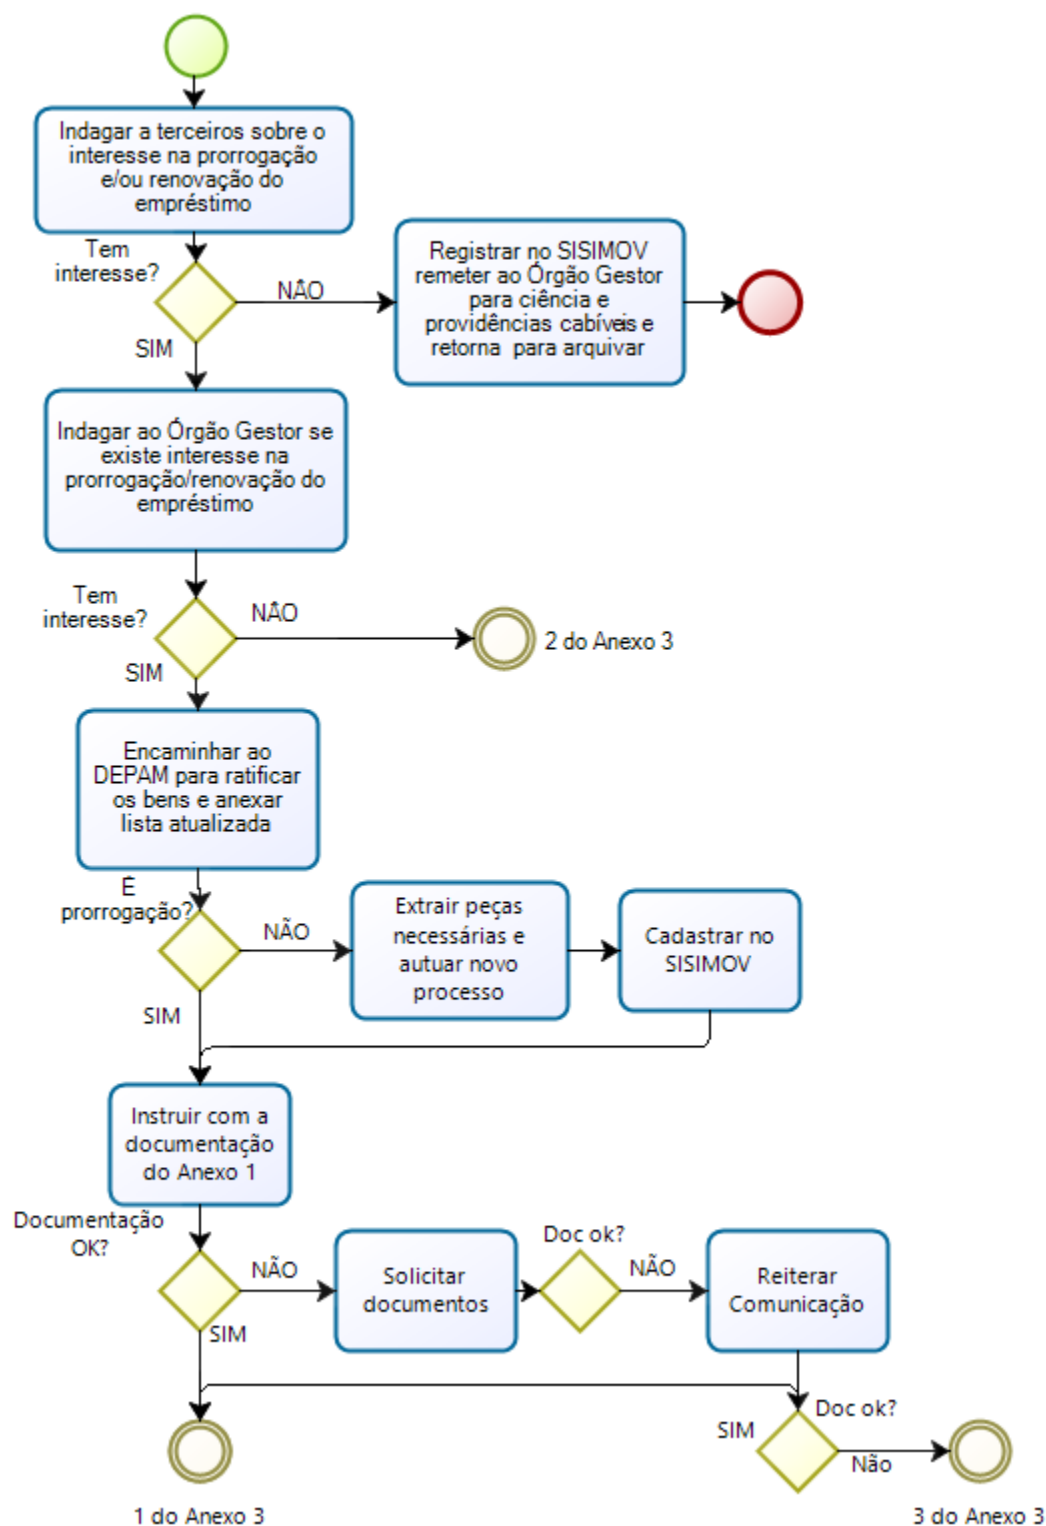 Indagar a terceiros sobre o
interesse na prorrogação
e/ou renovação do
empréstimo
Tem
interesse?
NÃO
SIM
Registrar no SISIMOV
remeter ao Órgão Gestor
para ciência e
providências cabíveis e
retorna para arquivar
Indagar ao Órgão Gestor se
existe interesse na
prorrogação/renovação do
empréstimo
Tem
interesse?
NÃO
2 do Anexo 3
SIM
Encaminhar ao
DEPAM para ratificar
os bens e anexar
lista atualizada
É
prorrogação?
NÃO
SIM
Extrair peças
necessárias e
autuar novo
processo
Cadastrar no
SISIMOV
Instruir com a
documentação
do Anexo 1
Documentação
OK?
NÃO
SIM
Solicitar
documentos
Doc ok?
NÃO
Reiterar
Comunicação
Doc ok?
SIM
Não
1 do Anexo 3
3 do Anexo 3